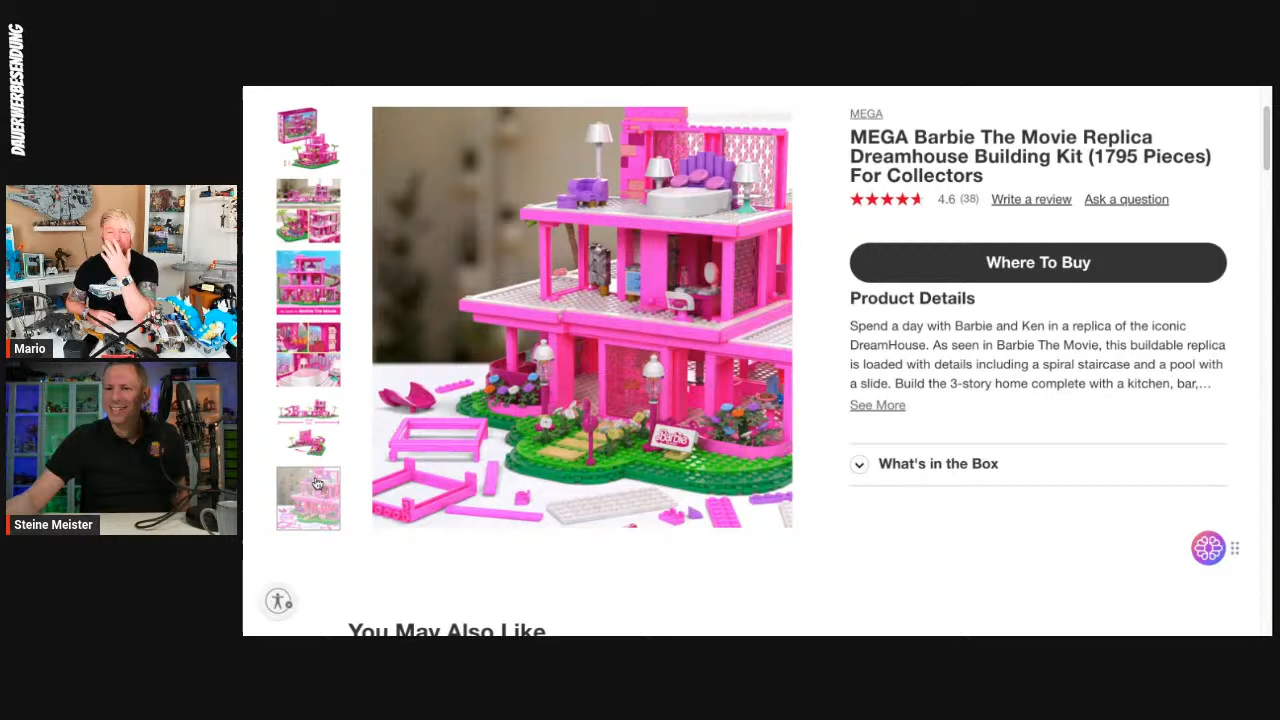 DAUERWERBESENDUNG
Mario
Steine Meister
Barbie
MEGA
MEGA Barbie The Movie Replica
Dreamhouse Building Kit (1795 Pieces)
For Collectors
4.6 (38) Write a review Ask a question
Where To Buy
Product Details
Spend a day with Barbie and Ken in a replica of the iconic
DreamHouse. As seen in Barbie The Movie, this buildable replica
is loaded with details including a spiral staircase and a pool with
a slide. Build the 3-story home complete with a kitchen, bar,...
See More
What's in the Box
You May Also Like